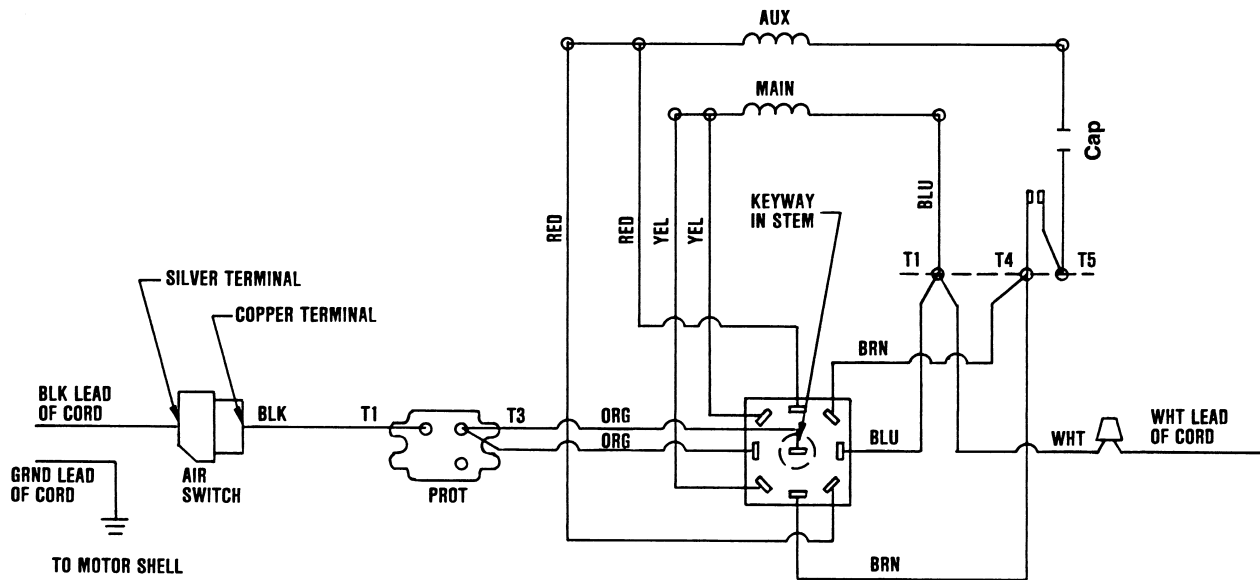 AUX
MAIN
Cap
RED
RED
YEL
YEL
BLU
KEYWAY
IN STEM
T1
T4
T5
SILVER TERMINAL
COPPER TERMINAL
BRN
BLK LEAD
OF CORD
BLK
T1
T3
ORG
ORG
BLU
WHT
WHT LEAD
OF CORD
GRND LEAD
OF CORD
AIR
SWITCH
PROT
TO MOTOR SHELL
BRN